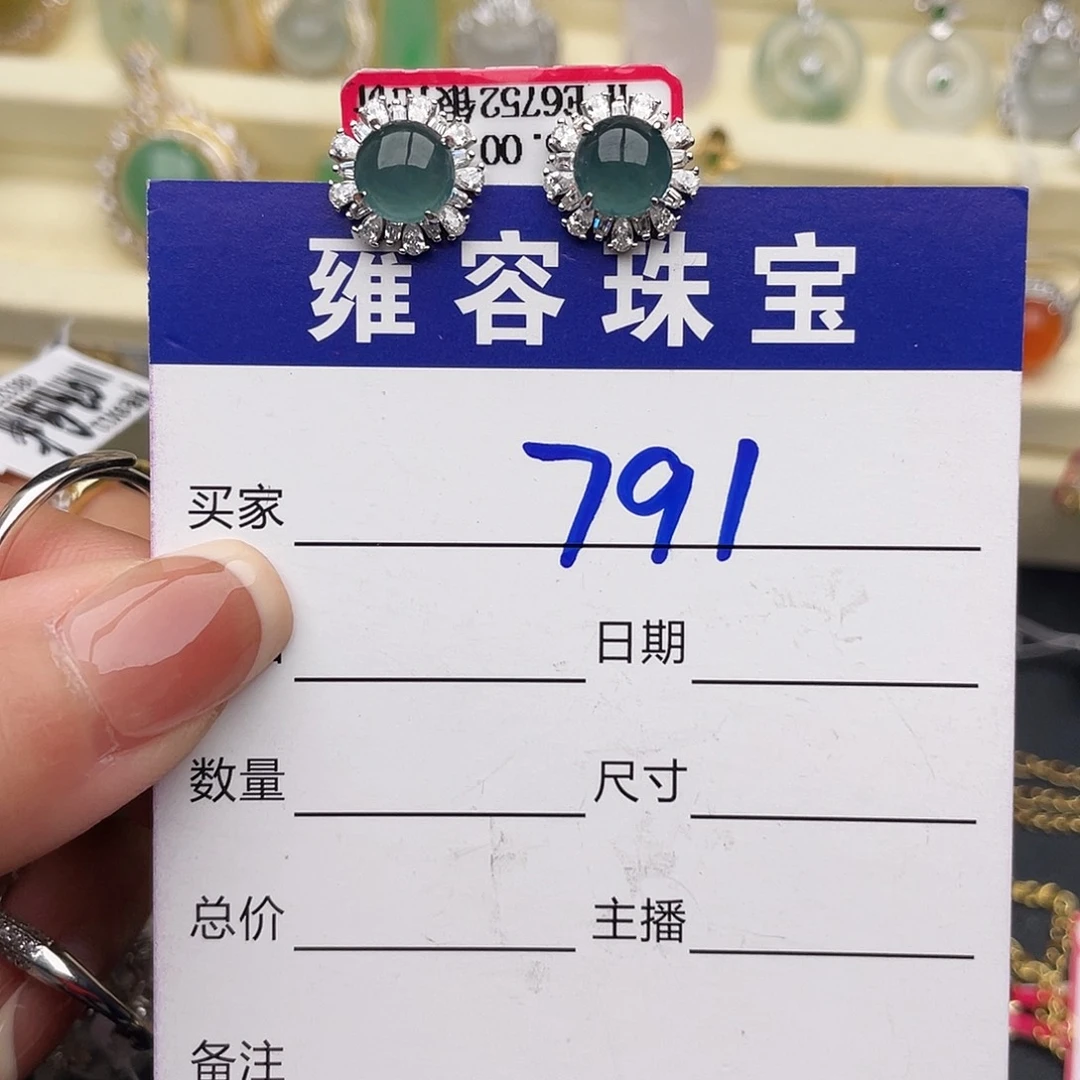 雍容珠宝
买家 791
日期
数量 尺寸
总价 主播
备注